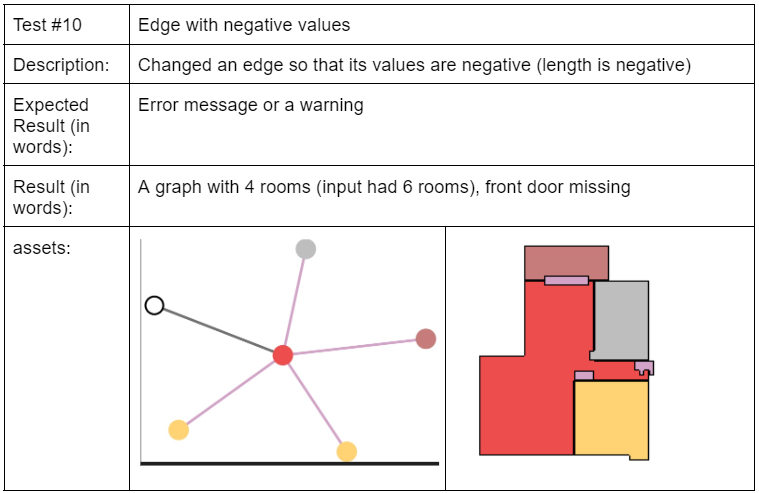 Test #10
Edge with negative values
Description:
Changed an edge so that its values are negative (length is negative)
Expected
Result (in
words):
Error message or a warning
Result (in
words):
A graph with 4 rooms (input had 6 rooms), front door missing
assets: